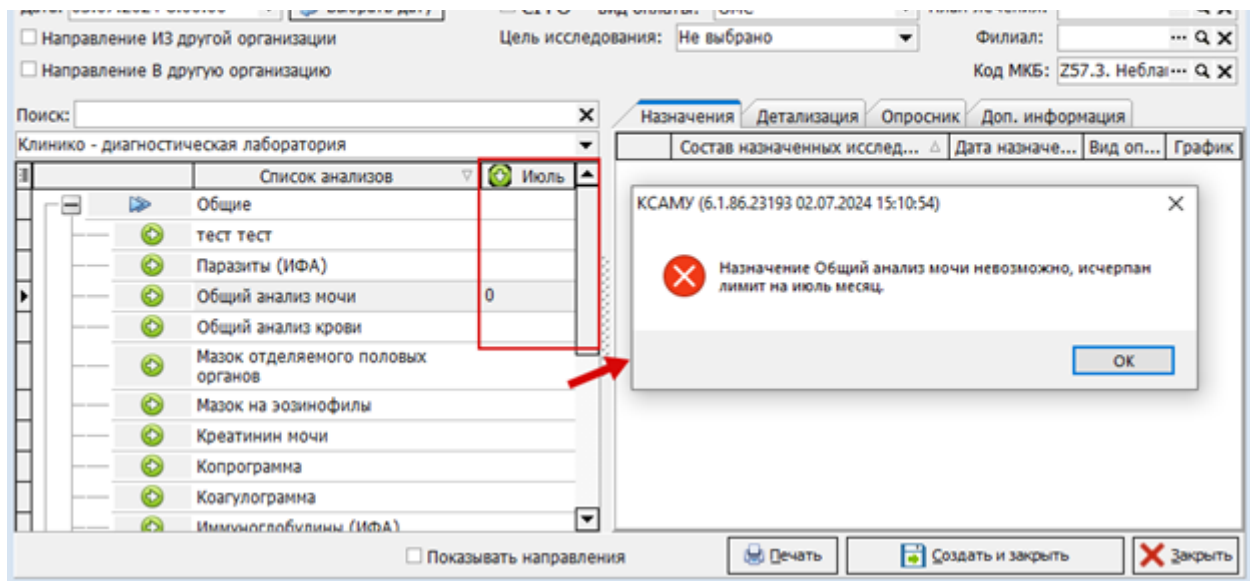 Направление ИЗ другой организации
Цель исследования: Не выбрано
Филиал:
Направление В другую организацию
Код МКБ: Z57.3. Небла
Поиск:
Клинико - диагностическая лаборатория
Список анализов Июль
Общие
тест тест
Паразиты (ИФА)
Общий анализ мочи 0
Общий анализ крови
Мазок отделяемого половых
органов
Мазок на эозинофилы
Креатинин мочи
Копрограмма
Коагулограмма
Иммуноглобулины (ИФА)
Назначения Детализация Опросник Доп. информация
Состав назначенных исслед... Дата назначе... Вид оп... График
КСАМУ (6.1.86.23193 02.07.2024 15:10:54)
Назначение Общий анализ мочи невозможно, исчерпан
лимит на июль месяц.
ОК
Показывать направления
Печать
Создать и закрыть
Закрыть